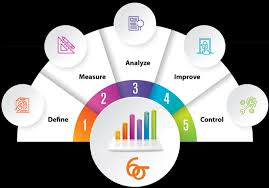 Analyze
Measure
Improve
Define
Control
1
2
3
4
5
6σ